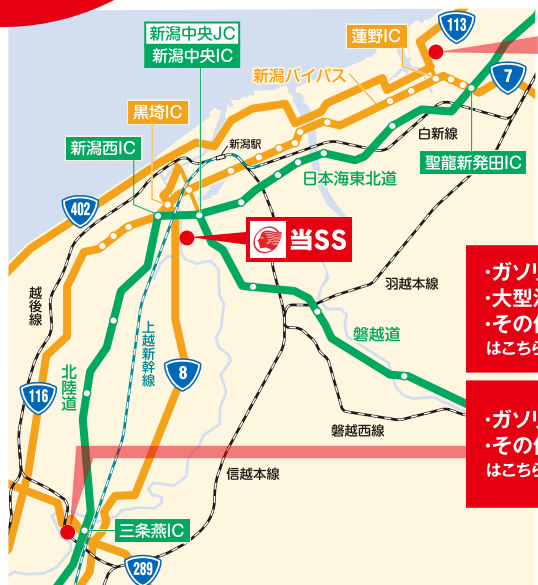 113
新潟中央JC
新潟中央IC
蓮野IC
7
新潟バイパス
黒埼IC
新潟西IC
新潟駅
白新線
聖籠新発田IC
日本海東北道
402
当SS
越後線
羽越本線
上越新幹線
磐越道
北陸道
8
116
磐越西線
信越本線
三条燕IC
289
・ガソリ
・大型
・その
はこちら
・ガソリ
・その
はこちら